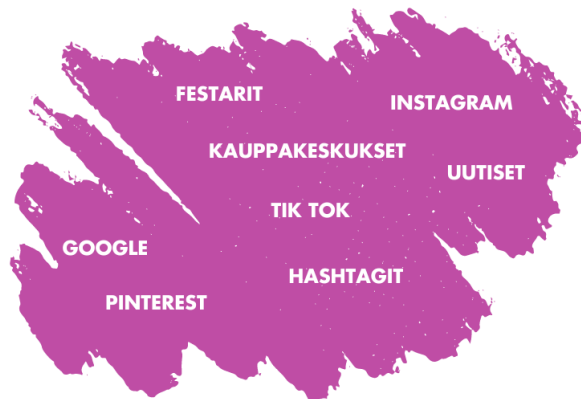 FESTARIT
INSTAGRAM
KAUPPAKESKUKSET
UUTISET
TIK TOK
GOOGLE
HASHTAGIT
PINTEREST